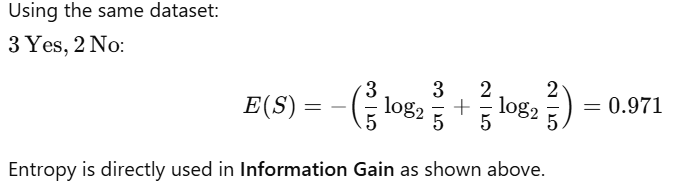 Using the same dataset:
3 Yes, 2 No:
E(S) = −(3/5 log₂ 3/5 + 2/5 log₂ 2/5) = 0.971
Entropy is directly used in Information Gain as shown above.